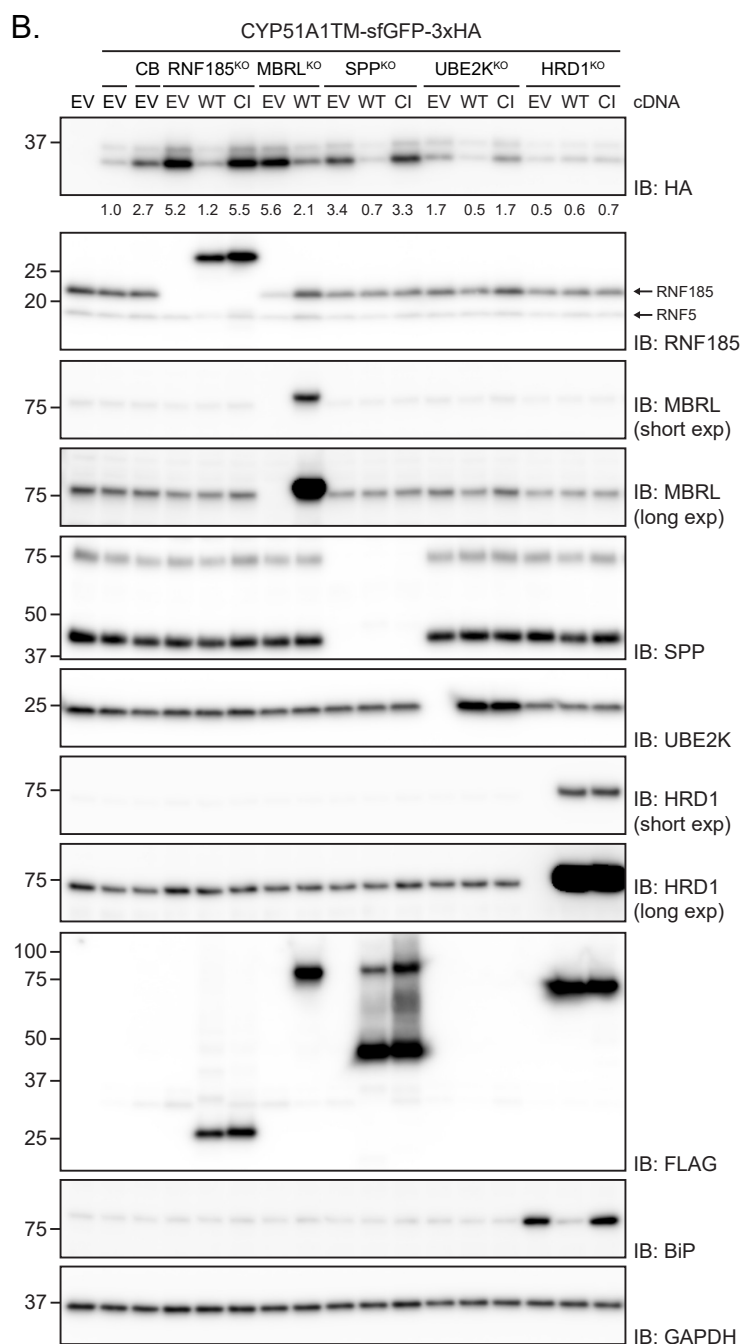 B.
CYP51A1TM-sfGFP-3xHA
CB RNF185KO MBRLKO SPPKO UBE2KKO HRD1KO
EV EV EV EV WT CI EV WT EV WT CI EV WT CI EV WT CI cDNA
37
IB: HA
1.0 2.7 5.2 1.2 5.5 5.6 2.1 3.4 0.7 3.3 1.7 0.5 1.7 0.5 0.6 0.7
25
← RNF185
20
← RNF5
IB: RNF185
75
IB: MBRL
(short exp)
75
IB: MBRL
(long exp)
75
50
37
IB: SPP
25
IB: UBE2K
75
IB: HRD1
(short exp)
75
IB: HRD1
(long exp)
100
75
50
37
25
IB: FLAG
75
IB: BiP
37
IB: GAPDH